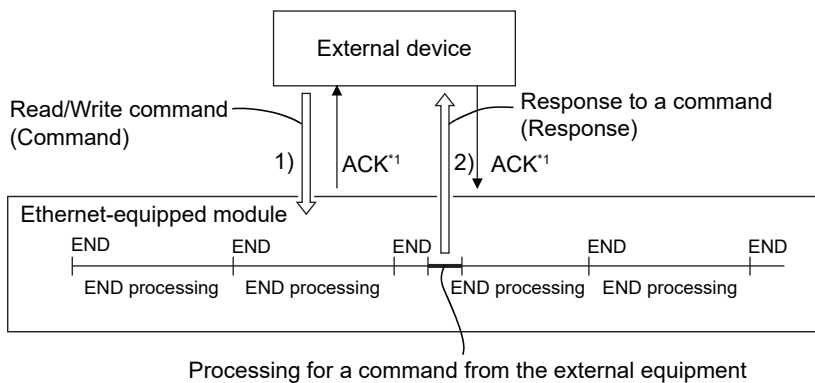 External device
Read/Write command
(Command)
Response to a command
(Response)
1)
ACK*1
2)
ACK*1
Ethernet-equipped module
END
END
END
END
END
END processing
END processing
END processing
END processing
Processing for a command from the external equipment